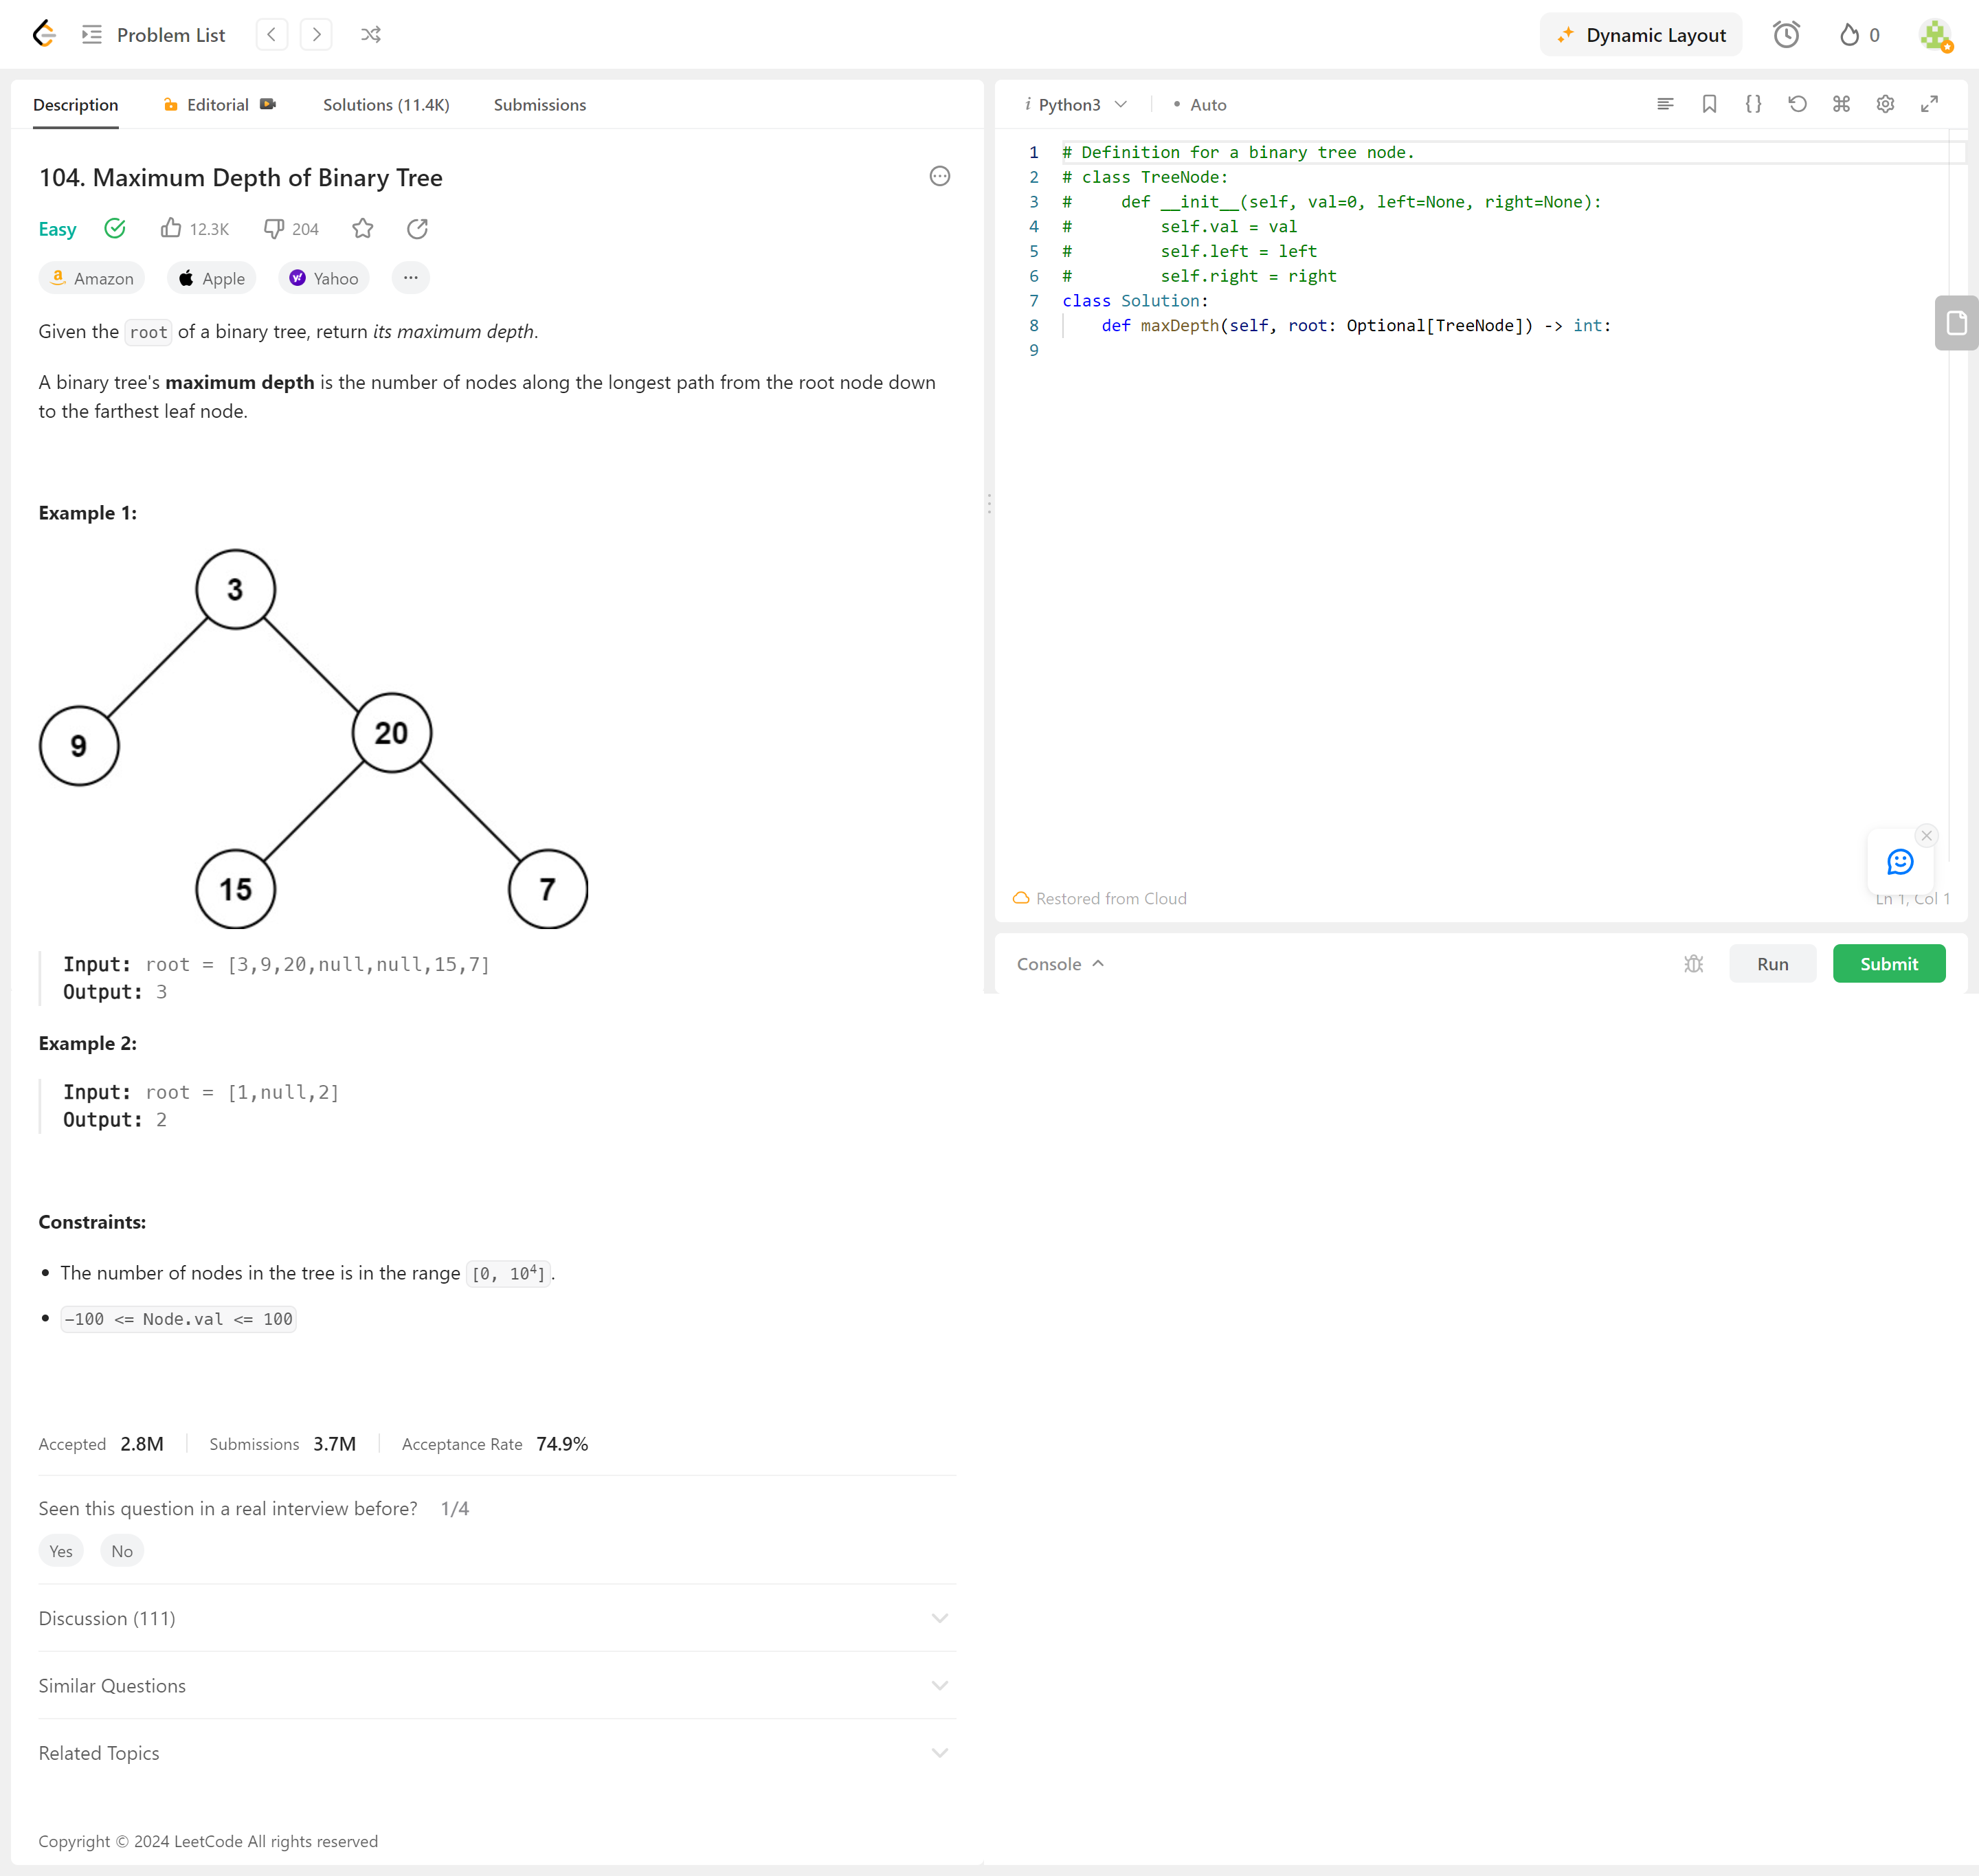 Problem List
Dynamic Layout
0
Description
Editorial
Solutions (11.4K)
Submissions
104. Maximum Depth of Binary Tree
Easy
12.3K
204
Amazon
Apple
Yahoo
Given the root of a binary tree, return its maximum depth.
A binary tree's maximum depth is the number of nodes along the longest path from the root node down
to the farthest leaf node.
Example 1:
3
9
20
15
7
Input: root = [3,9,20,null,null,15,7]
Output: 3
Example 2:
Input: root = [1,null,2]
Output: 2
Constraints:
• The number of nodes in the tree is in the range [0, 10⁴].
• -100 <= Node.val <= 100
Accepted 2.8M
Submissions 3.7M
Acceptance Rate 74.9%
Seen this question in a real interview before? 1/4
Yes
No
Discussion (111)
Similar Questions
Related Topics
Copyright © 2024 LeetCode All rights reserved
i Python3
• Auto
1 # Definition for a binary tree node.
2 # class TreeNode:
3 #     def __init__(self, val=0, left=None, right=None):
4 #         self.val = val
5 #         self.left = left
6 #         self.right = right
7 class Solution:
8     def maxDepth(self, root: Optional[TreeNode]) -> int:
9
Restored from Cloud
Ln 1, Col 1
Console
Run
Submit